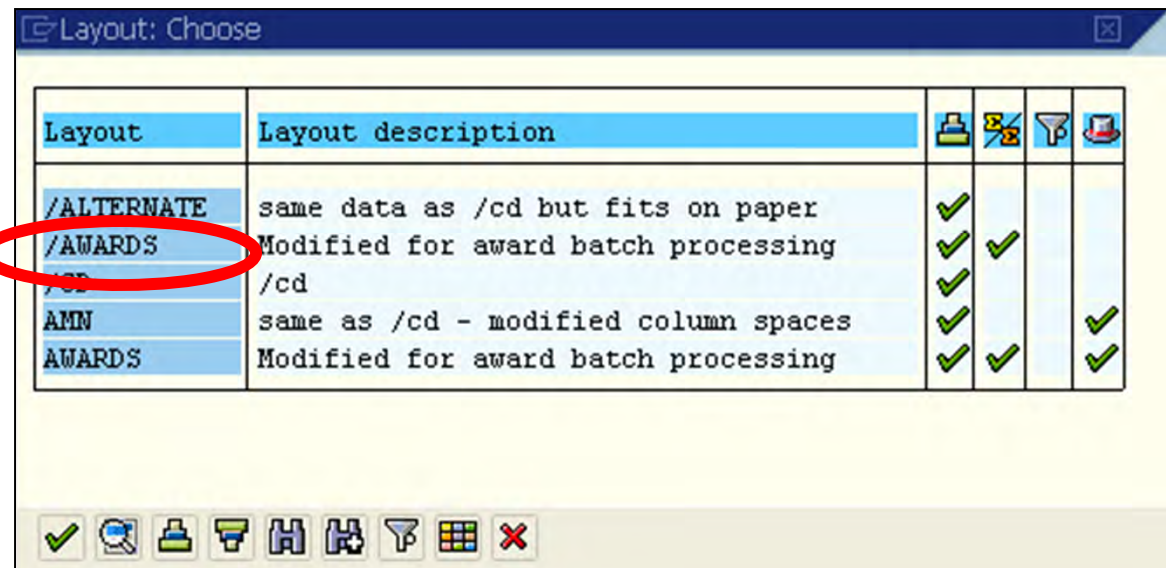 Layout: Choose
Layout Layout description
/ALTERNATE same data as /cd but fits on paper
/AWARDS Modified for award batch processing
/CD /cd
AMN same as /cd - modified column spaces
AWARDS Modified for award batch processing